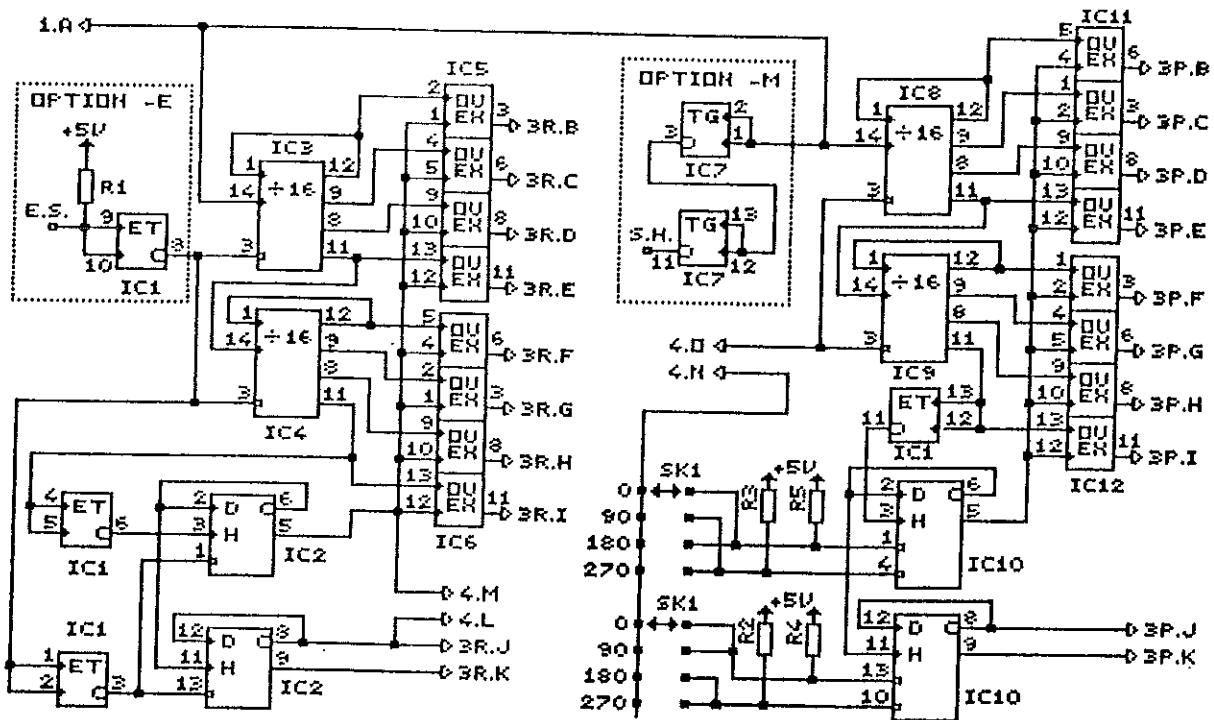 1.A
OPTION -E
+5V
R1
E.S.
9
10
ET
8
IC1
IC3
1
14
÷16
3
12
9
8
11
IC5
2
1
OU EX
3
3R.B
4
5
OU EX
6
3R.C
9
10
OU EX
8
3R.D
13
12
OU EX
11
3R.E
1
14
÷16
3
12
9
8
11
IC4
5
4
OU EX
6
3R.F
2
1
OU EX
3
3R.G
9
10
OU EX
8
3R.H
13
12
OU EX
11
3R.I
IC6
4
5
ET
6
IC1
2
3
1
D
H
6
5
IC2
IC1
1
2
ET
3
12
11
13
D
H
8
9
IC2
4.M
4.L
3R.J
3R.K
OPTION -M
3
TG
2
1
IC7
S.H.
11
TG
13
12
IC7
4.O
4.N
IC8
1
14
÷16
3
12
9
8
11
IC11
5
4
OU EX
6
3P.B
1
2
OU EX
3
3P.C
9
10
OU EX
8
3P.D
13
12
OU EX
11
3P.E
1
14
÷16
3
12
9
8
11
IC9
1
2
OU EX
3
3P.F
4
5
OU EX
6
3P.G
9
10
OU EX
8
3P.H
13
12
OU EX
11
3P.I
IC12
11
ET
13
12
IC1
0
90
180
270
SK1
R3
+5V
R5
2
3
1
4
D
H
6
5
IC10
0
90
180
270
SK1
R2
+5V
R4
12
11
13
10
D
H
8
9
IC10
3P.J
3P.K